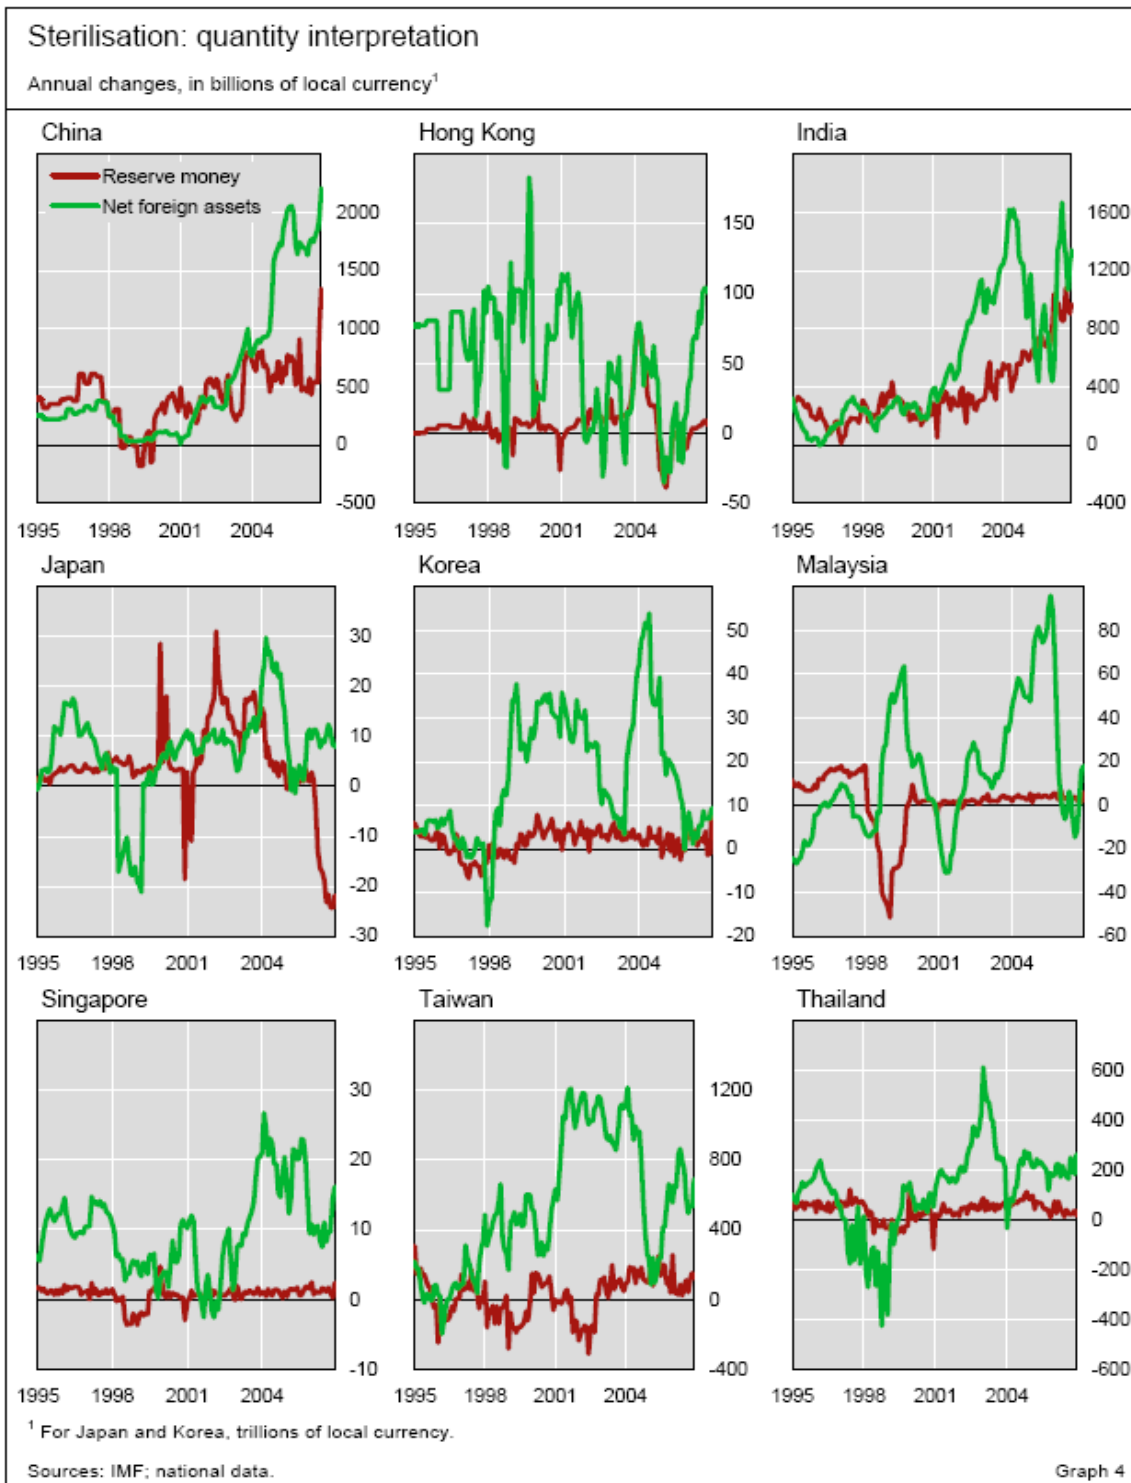 Sterilisation: quantity interpretation
Annual changes, in billions of local currency¹
China
Hong Kong
India
Reserve money
Net foreign assets
2000
1500
1000
500
0
-500
150
100
50
0
-50
1600
1200
800
400
0
-400
1995 1998 2001 2004
1995 1998 2001 2004
1995 1998 2001 2004
Japan
Korea
Malaysia
30
20
10
0
-10
-20
-30
50
40
30
20
10
0
-10
-20
80
60
40
20
0
-20
-40
-60
1995 1998 2001 2004
1995 1998 2001 2004
1995 1998 2001 2004
Singapore
Taiwan
Thailand
30
20
10
0
-10
1200
800
400
0
-400
600
400
200
0
-200
-400
-600
1995 1998 2001 2004
1995 1998 2001 2004
1995 1998 2001 2004
¹ For Japan and Korea, trillions of local currency.
Sources: IMF; national data.
Graph 4